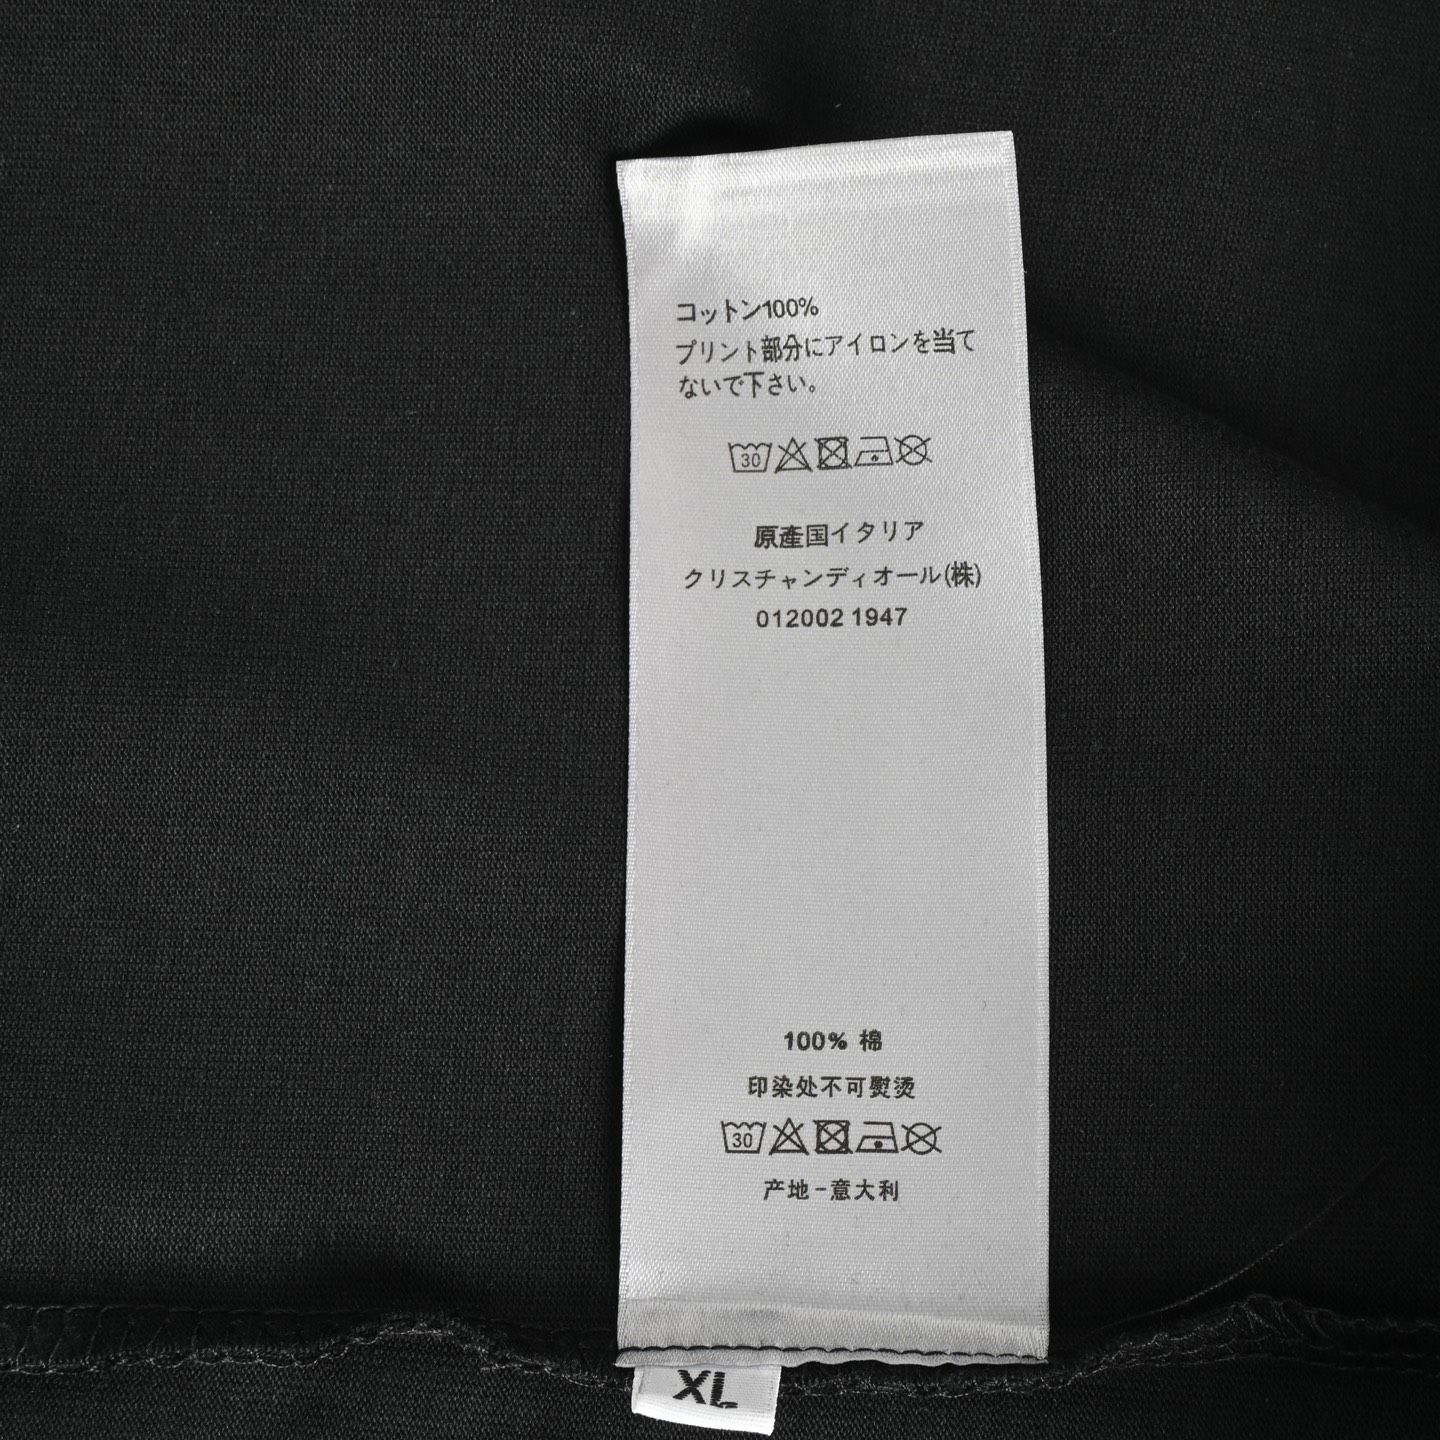 コットン100%
プリント部分にアイロンを当て
ないで下さい。
30
原産国イタリア
クリスチャンディオール(株)
012002 1947
100% 棉
印染处不可熨烫
30
产地-意大利
XL